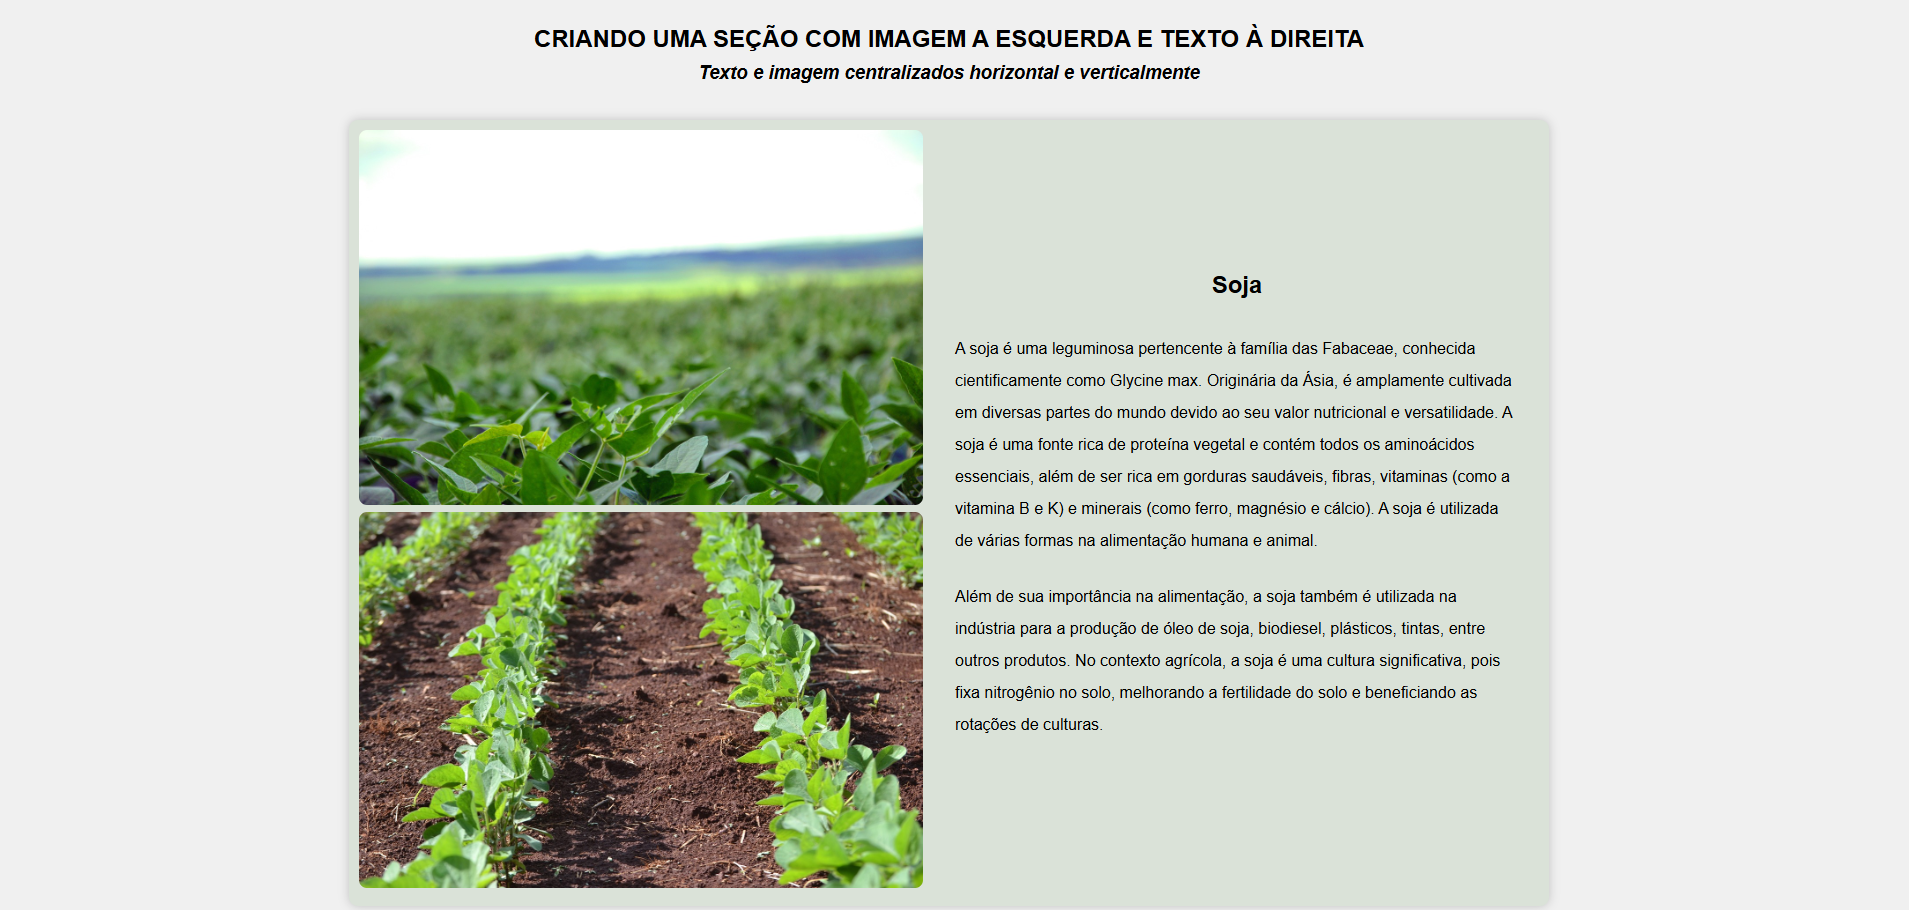 CRIANDO UMA SEÇÃO COM IMAGEM A ESQUERDA E TEXTO À DIREITA
Texto e imagem centralizados horizontal e verticalmente
Soja
A soja é uma leguminosa pertencente à família das Fabaceae, conhecida
cientificamente como Glycine max. Originária da Ásia, é amplamente cultivada
em diversas partes do mundo devido ao seu valor nutricional e versatilidade. A
soja é uma fonte rica de proteína vegetal e contém todos os aminoácidos
essenciais, além de ser rica em gorduras saudáveis, fibras, vitaminas (como a
vitamina B e K) e minerais (como ferro, magnésio e cálcio). A soja é utilizada
de várias formas na alimentação humana e animal.
Além de sua importância na alimentação, a soja também é utilizada na
indústria para a produção de óleo de soja, biodiesel, plásticos, tintas, entre
outros produtos. No contexto agrícola, a soja é uma cultura significativa, pois
fixa nitrogênio no solo, melhorando a fertilidade do solo e beneficiando as
rotações de culturas.